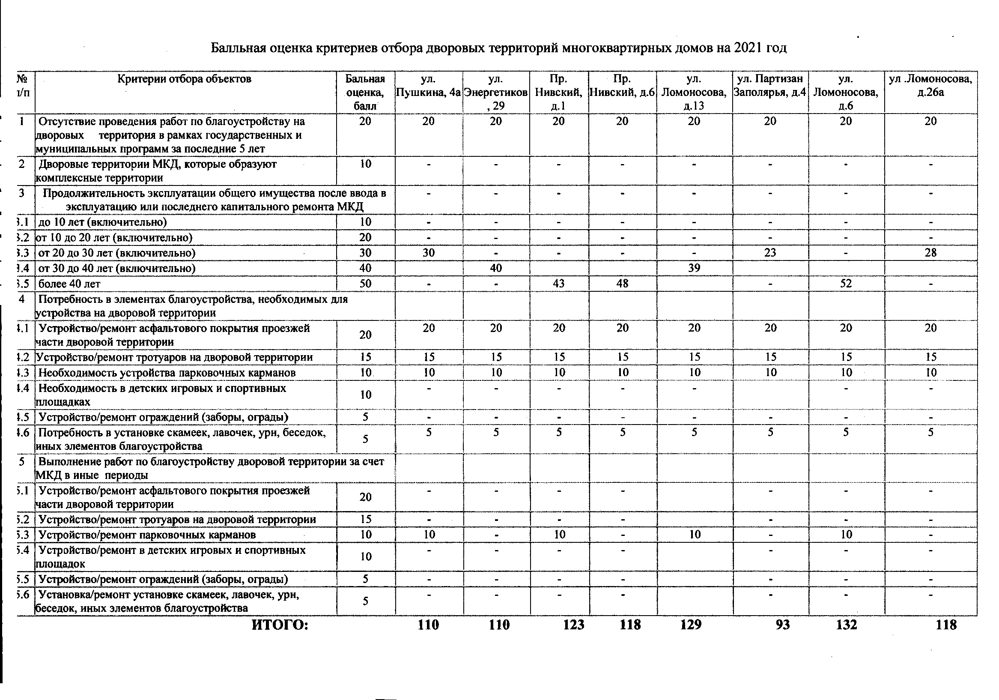 Балльная оценка критериев отбора дворовых территорий многоквартирных домов на 2021 год
№ Критерии отбора объектов Бальная ул. ул. Пр. Пр. ул. ул. Партизан ул. ул .Ломоносова,
п/п оценка, Пушкина, 4а Энергетиков Нивский, Нивский, д.6 Ломоносова, Заполярья, д.4 Ломоносова, д.26а
балл , 29 д.1 д.13 д.6
1 Отсутствие проведения работ по благоустройству на 20 20 20 20 20 20 20 20 20
дворовых территория в рамках государственных и
муниципальных программ за последние 5 лет
2 Дворовые территории МКД, которые образуют 10 - - - - - - - -
комплексные территории
3 Продолжительность эксплуатации общего имущества после ввода в - - - - - - - -
эксплуатацию или последнего капитального ремонта МКД
3.1 до 10 лет (включительно) 10 - - - - - - - -
3.2 от 10 до 20 лет (включительно) 20 - - - - - - - -
3.3 от 20 до 30 лет (включительно) 30 30 - - - - 23 - 28
3.4 от 30 до 40 лет (включительно) 40 40 39
3.5 более 40 лет 50 - - 43 48 - 52 -
4 Потребность в элементах благоустройства, необходимых для
устройства на дворовой территории
4.1 Устройство/ремонт асфальтового покрытия проезжей 20 20 20 20 20 20 20 20 20
части дворовой территории
4.2 Устройство/ремонт тротуаров на дворовой территории 15 15 15 15 15 15 15 15 15
4.3 Необходимость устройства парковочных карманов 10 10 10 10 10 10 10 10 10
4.4 Необходимость в детских игровых и спортивных 10 - - - - - - -
площадках
4.5 Устройство/ремонт ограждений (заборы, ограды) 5 - - - - - - - -
4.6 Потребность в установке скамеек, лавочек, урн, беседок, 5 5 5 5 5 5 5 5 5
иных элементов благоустройства
5 Выполнение работ по благоустройству дворовой территории за счет
МКД в иные периоды
5.1 Устройство/ремонт асфальтового покрытия проезжей 20 - - - - - - -
части дворовой территории
5.2 Устройство/ремонт тротуаров на дворовой территории 15 - - - - - - -
5.3 Устройство/ремонт парковочных карманов 10 10 - 10 - 10 - 10 -
5.4 Устройство/ремонт в детских игровых и спортивных 10 - - - - - - -
площадок
5.5 Устройство/ремонт ограждений (заборы, ограды) 5 - - - - - - -
5.6 Установка/ремонт установке скамеек, лавочек, урн, 5 - - - - - - -
беседок, иных элементов благоустройства
ИТОГО: 110 110 123 118 129 93 132 118